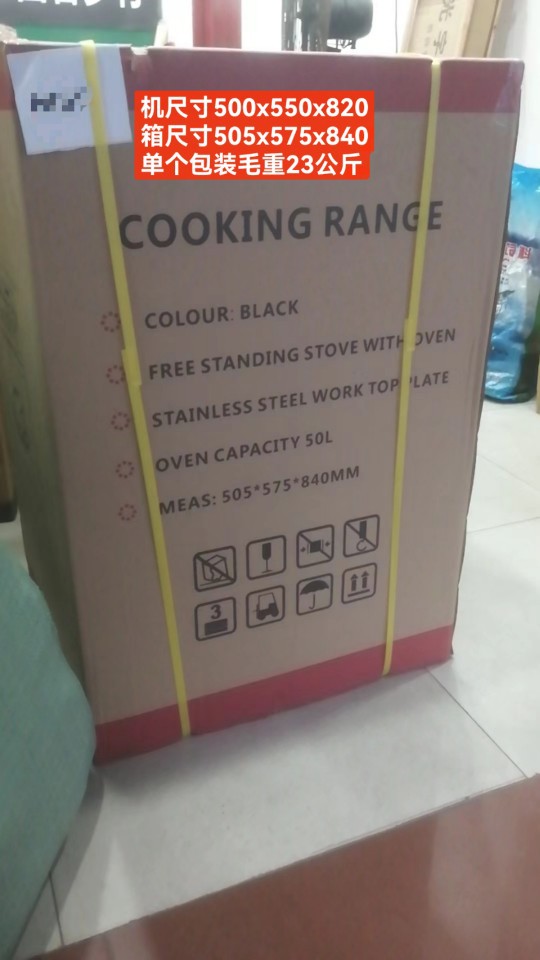 机尺寸500x550x820
箱尺寸505x575x840
单个包装毛重23公斤
COOKING RANGE
COLOUR: BLACK
FREE STANDING STOVE WITH OVEN
STAINLESS STEEL WORK TOP PLATE
OVEN CAPACITY 50L
MEAS: 505*575*840MM
3